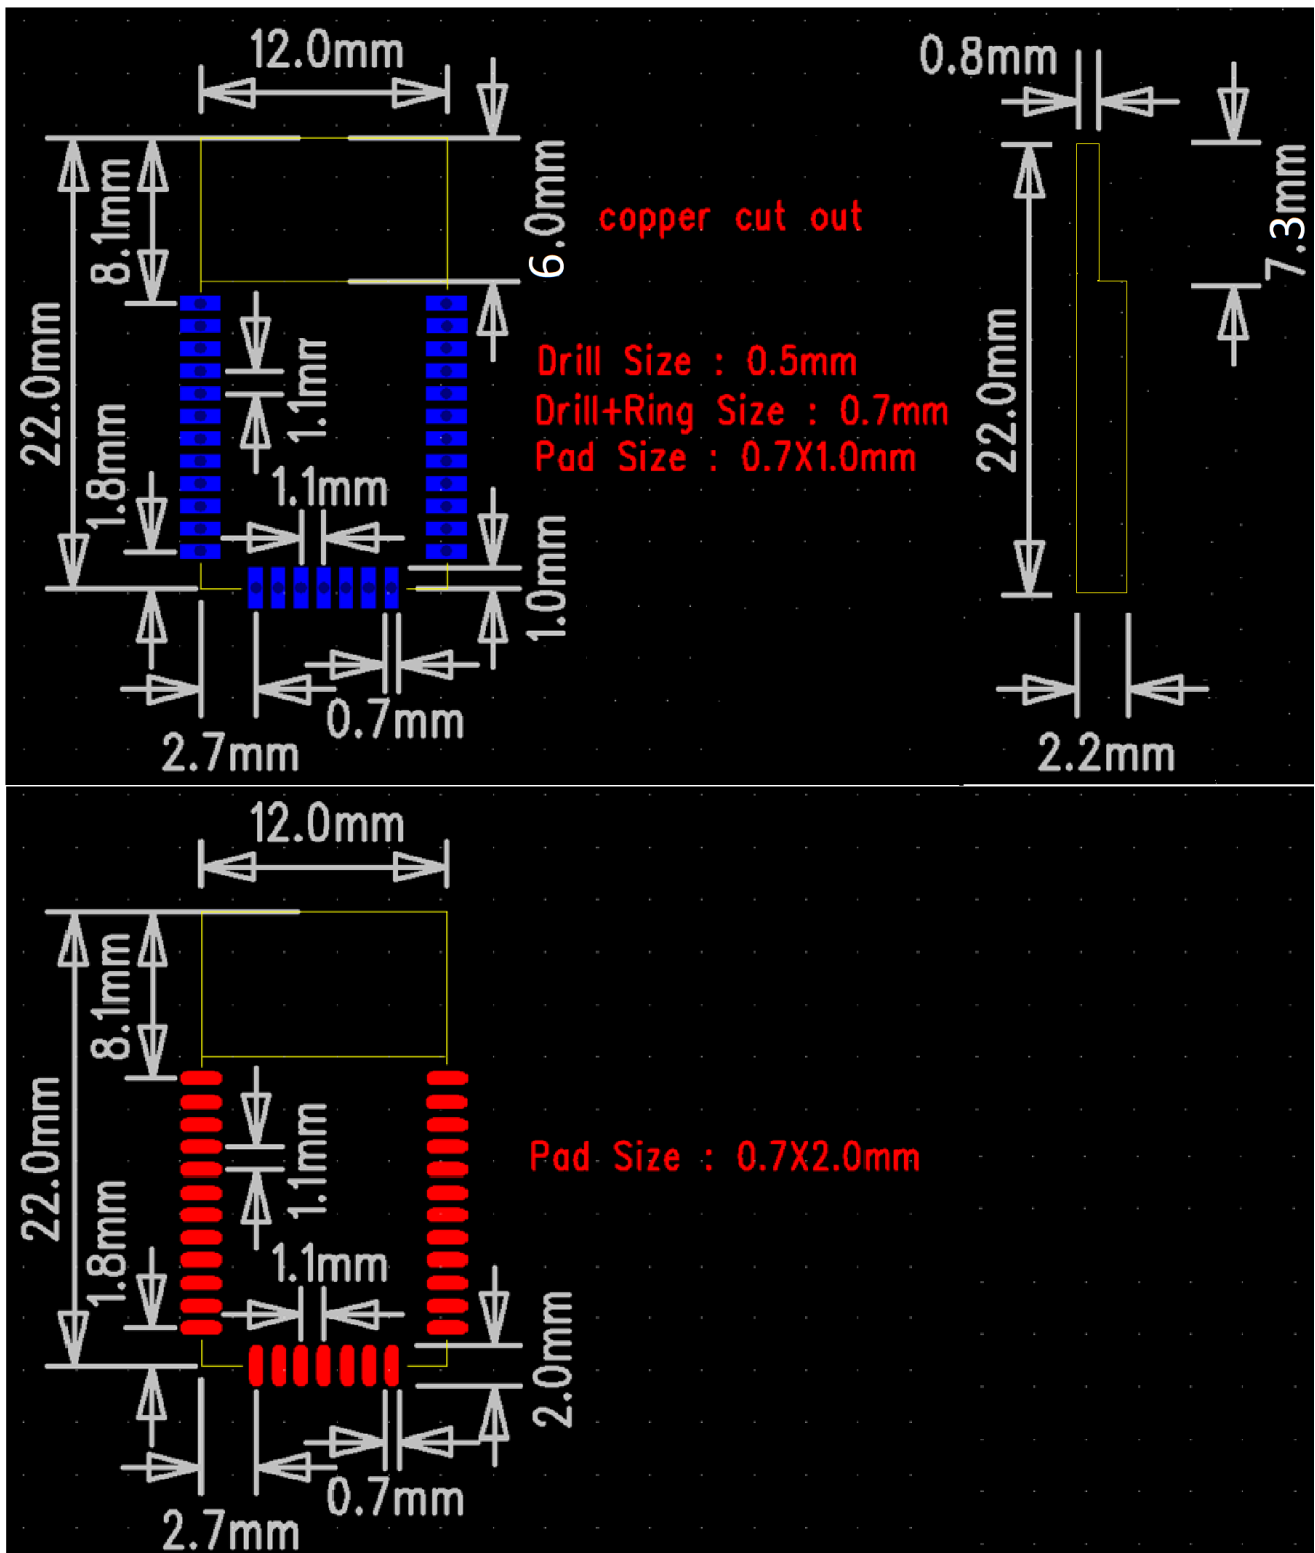 12.0mm
0.8mm
8.1mm
6.0mm
copper cut out
7.3mm
22.0mm
1.1mm
Drill Size : 0.5mm
Drill+Ring Size : 0.7mm
Pad Size : 0.7X1.0mm
22.0mm
1.8mm
1.1mm
1.0mm
0.7mm
2.7mm
2.2mm
12.0mm
8.1mm
22.0mm
1.1mm
Pad Size : 0.7X2.0mm
1.8mm
1.1mm
2.0mm
0.7mm
2.7mm